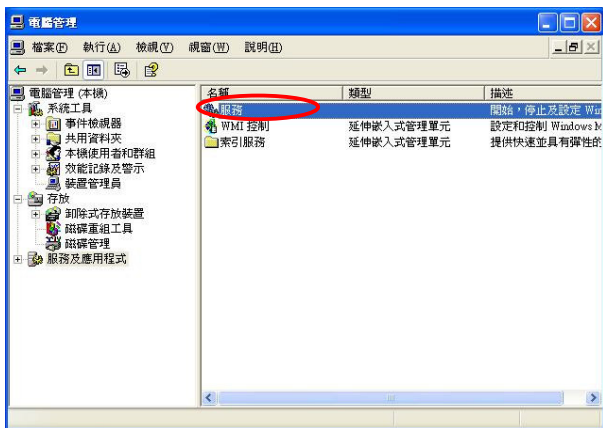 電腦管理
檔案(F) 執行(A) 檢視(V) 視窗(W) 說明(H)
電腦管理 (本機)
系統工具
事件檢視器
共用資料夾
本機使用者和群組
效能記錄及警示
裝置管理員
存放
卸除式存放裝置
磁碟重組工具
磁碟管理
服務及應用程式
名稱 類型 描述
服務 開始，停止及設定 Win
WMI 控制 延伸嵌入式管理單元 設定和控制 Windows M
索引服務 延伸嵌入式管理單元 提供快速並具有彈性的